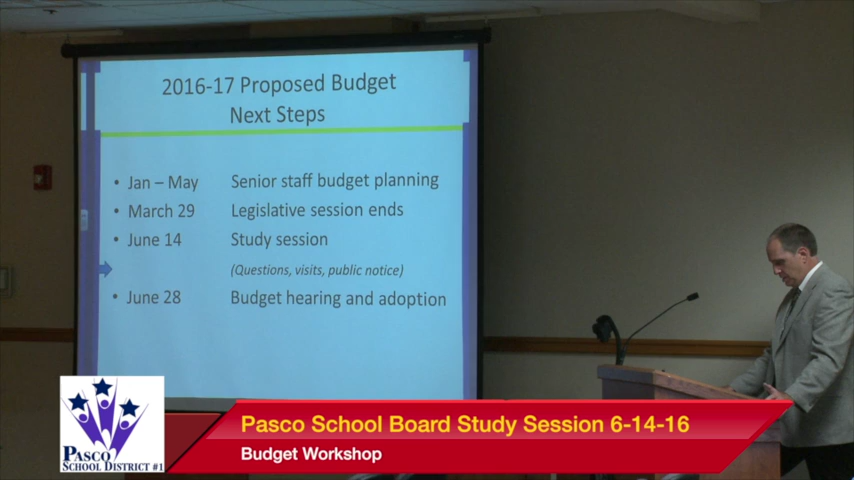 2016-17 Proposed Budget
Next Steps
• Jan – May Senior staff budget planning
• March 29 Legislative session ends
• June 14 Study session
(Questions, visits, public notice)
• June 28 Budget hearing and adoption
Pasco School Board Study Session 6-14-16
Budget Workshop
PASCO
SCHOOL DISTRICT #1